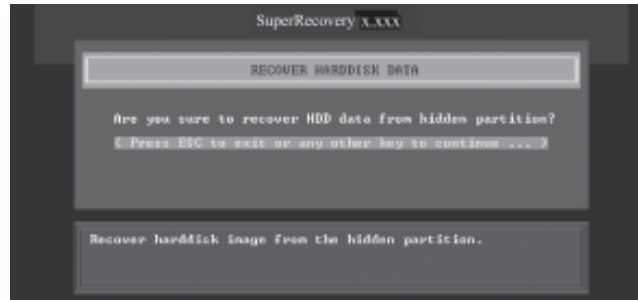 SuperRecovery x.xxx
RECOVER HARDDISK DATA
Are you sure to recover HDD data from hidden partition?
( Press ESC to exit or any other key to continue ... )
Recover harddisk image from the hidden partition.